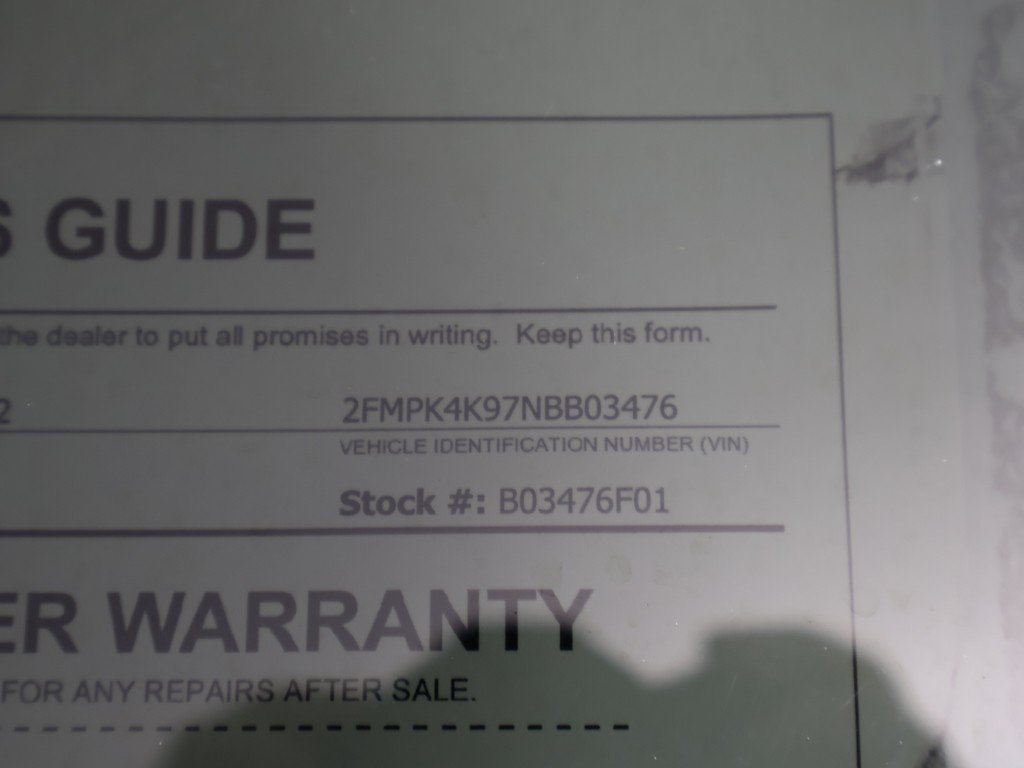 S GUIDE
the dealer to put all promises in writing. Keep this form.
2
2FMPK4K97NBB03476
VEHICLE IDENTIFICATION NUMBER (VIN)
Stock #: B03476F01
ER WARRANTY
FOR ANY REPAIRS AFTER SALE.